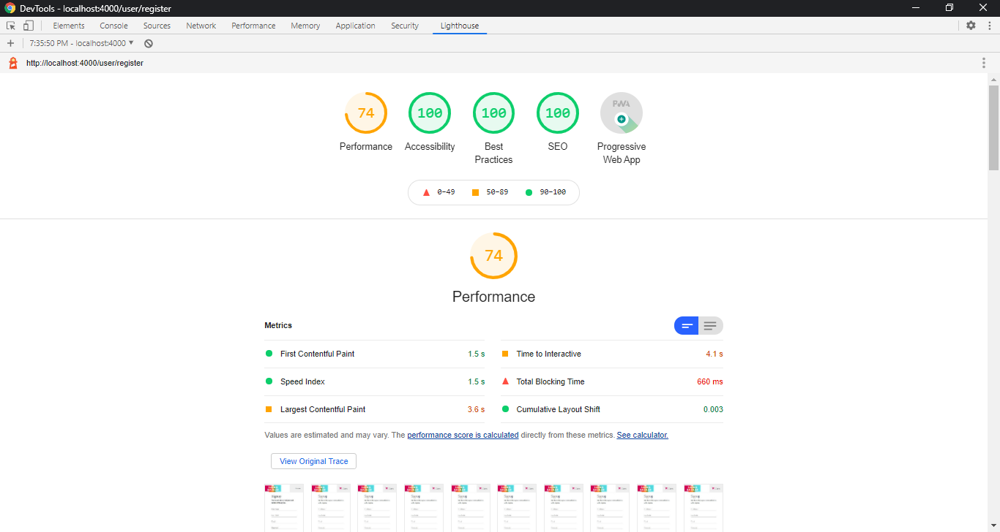 DevTools - localhost:4000/user/register
Elements Console Sources Network Performance Memory Application Security Lighthouse
7:35:50 PM - localhost:4000
http://localhost:4000/user/register
74 100 100 100 PWA
Performance Accessibility Best Practices SEO Progressive Web App
0–49 50–89 90–100
74
Performance
Metrics
First Contentful Paint 1.5 s Time to Interactive 4.1 s
Speed Index 1.5 s Total Blocking Time 660 ms
Largest Contentful Paint 3.6 s Cumulative Layout Shift 0.003
Values are estimated and may vary. The performance score is calculated directly from these metrics. See calculator.
View Original Trace